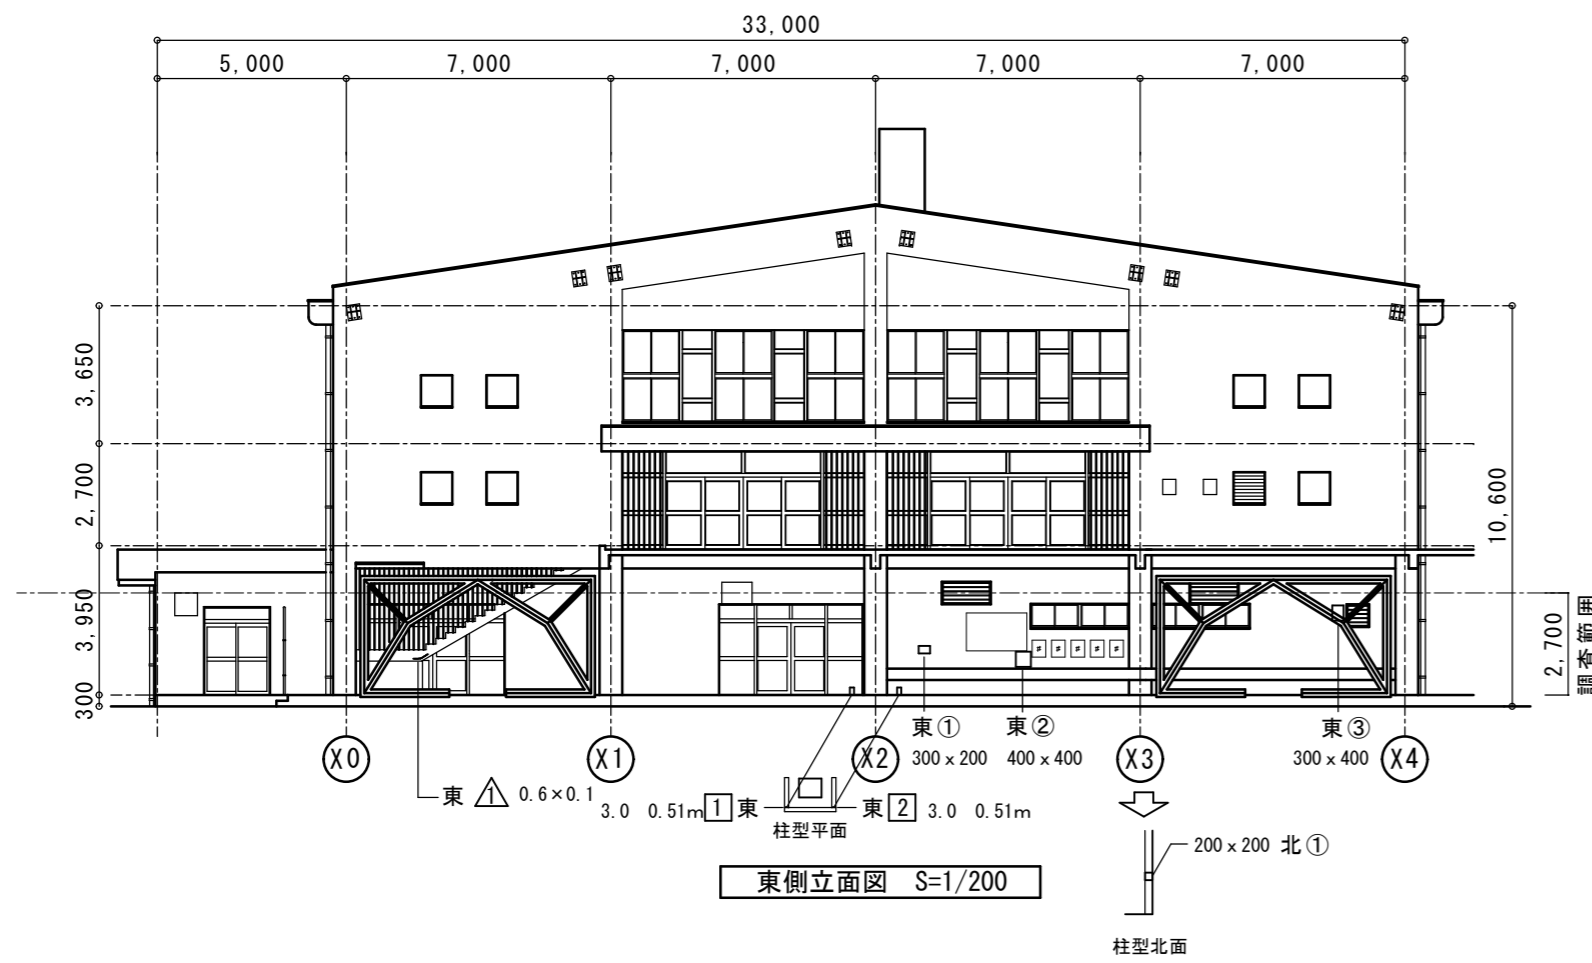 33,000
5,000 7,000 7,000 7,000 7,000
3,650
2,700
3,950
300
10,600
2,700
調査範囲
X0 X1 X2 X3 X4
東① 東② 東③
300 x 200 400 x 400 300 x 400
東 1 0.6×0.1
3.0 0.51m 1 東
東 2 3.0 0.51m
柱型平面
200 x 200 北①
東側立面図 S=1/200
柱型北面